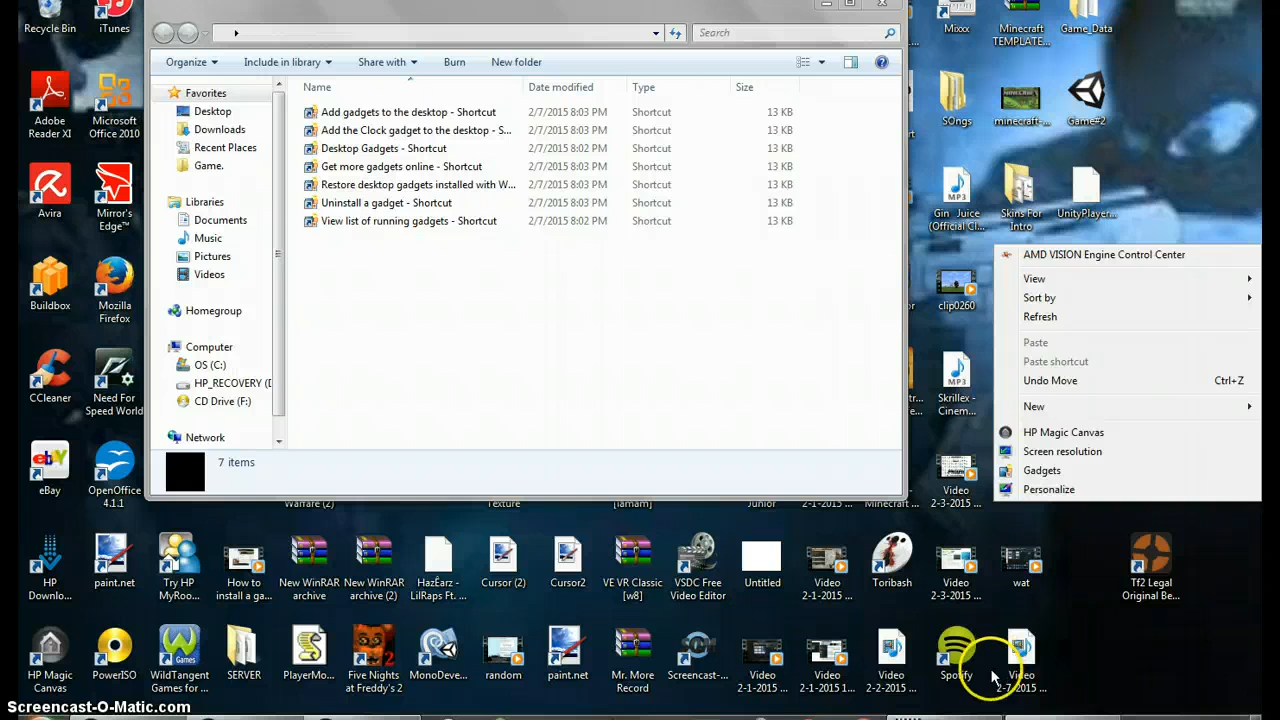 Recycle Bin
iTunes
Search
Mixxx
Minecraft
TEMPLATE...
Game_Data
Organize
Include in library
Share with
Burn
New folder
Favorites
Desktop
Downloads
Recent Places
Game.
Libraries
Documents
Music
Pictures
Videos
Homegroup
Computer
OS (C:)
HP_RECOVERY (D
CD Drive (F:)
Network
Name
Date modified
Type
Size
Add gadgets to the desktop - Shortcut
2/7/2015 8:03 PM
Shortcut
13 KB
Add the Clock gadget to the desktop - S...
2/7/2015 8:03 PM
Shortcut
13 KB
Desktop Gadgets - Shortcut
2/7/2015 8:02 PM
Shortcut
13 KB
Get more gadgets online - Shortcut
2/7/2015 8:03 PM
Shortcut
13 KB
Restore desktop gadgets installed with W...
2/7/2015 8:03 PM
Shortcut
13 KB
Uninstall a gadget - Shortcut
2/7/2015 8:03 PM
Shortcut
13 KB
View list of running gadgets - Shortcut
2/7/2015 8:02 PM
Shortcut
13 KB
7 items
Adobe
Reader XI
Microsoft
Office 2010
SOngs
minecraft-...
Game#2
Avira
Mirror's
Edge™
MP3
Gin Juice
(Official Cl...
Skins For
Intro
UnityPlayer...
Buildbox
Mozilla
Firefox
clip0260
AMD VISION Engine Control Center
View
Sort by
Refresh
Paste
Paste shortcut
Undo Move
Ctrl+Z
New
HP Magic Canvas
Screen resolution
Gadgets
Personalize
CCleaner
Need For
Speed World
MP3
Skrillex -
Cinem...
eBay
OpenOffice
4.1.1
Warfare (2)
Texture
[lamam]
Junior
2-1-2015 ...
Minecraft ...
Video
2-3-2015 ...
HP
Downlo...
paint.net
Try HP
MyRoo...
How to
install a ga...
New WinRAR
archive
New WinRAR
archive (2)
HazÊarz -
LilRaps Ft. ...
Cursor (2)
Cursor2
VE VR Classic
[w8]
VSDC Free
Video Editor
Untitled
Video
2-1-2015 ...
Toribash
Video
2-3-2015 ...
wat
Tf2 Legal
Original Be...
HP Magic
Canvas
PowerISO
WildTangent
Games for ...
SERVER
PlayerMo...
Five Nights
at Freddy's 2
MonoDeve...
random
paint.net
Mr. More
Record
Screencast-...
Video
2-1-2015 ...
Video
2-1-2015 1...
Video
2-2-2015 ...
Spotify
Video
2-7-2015 ...
Screencast-O-Matic.com